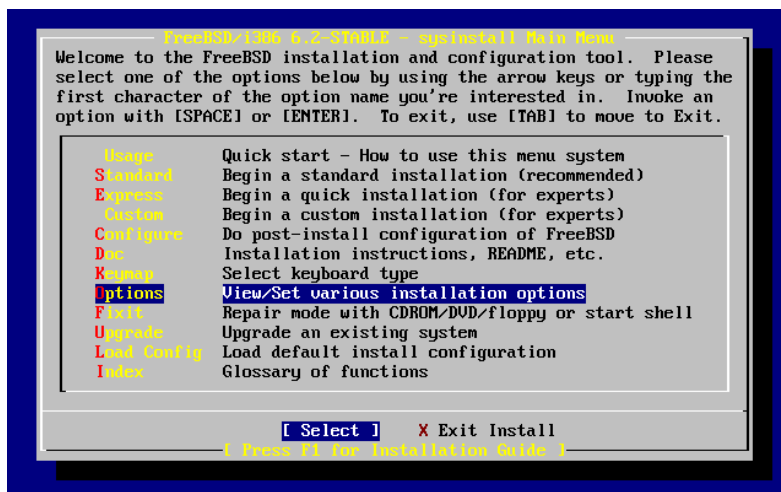 FreeBSD/i386 6.2-STABLE - sysinstall Main Menu
Welcome to the FreeBSD installation and configuration tool.  Please
select one of the options below by using the arrow keys or typing the
first character of the option name you're interested in.  Invoke an
option with [SPACE] or [ENTER].  To exit, use [TAB] to move to Exit.
Usage Quick start - How to use this menu system
Standard Begin a standard installation (recommended)
Express Begin a quick installation (for experts)
Custom Begin a custom installation (for experts)
Configure Do post-install configuration of FreeBSD
Doc Installation instructions, README, etc.
Keymap Select keyboard type
Options View/Set various installation options
Fixit Repair mode with CDROM/DVD/floppy or start shell
Upgrade Upgrade an existing system
Load Config Load default install configuration
Index Glossary of functions
[ Select ] X Exit Install
[ Press F1 for Installation Guide ]